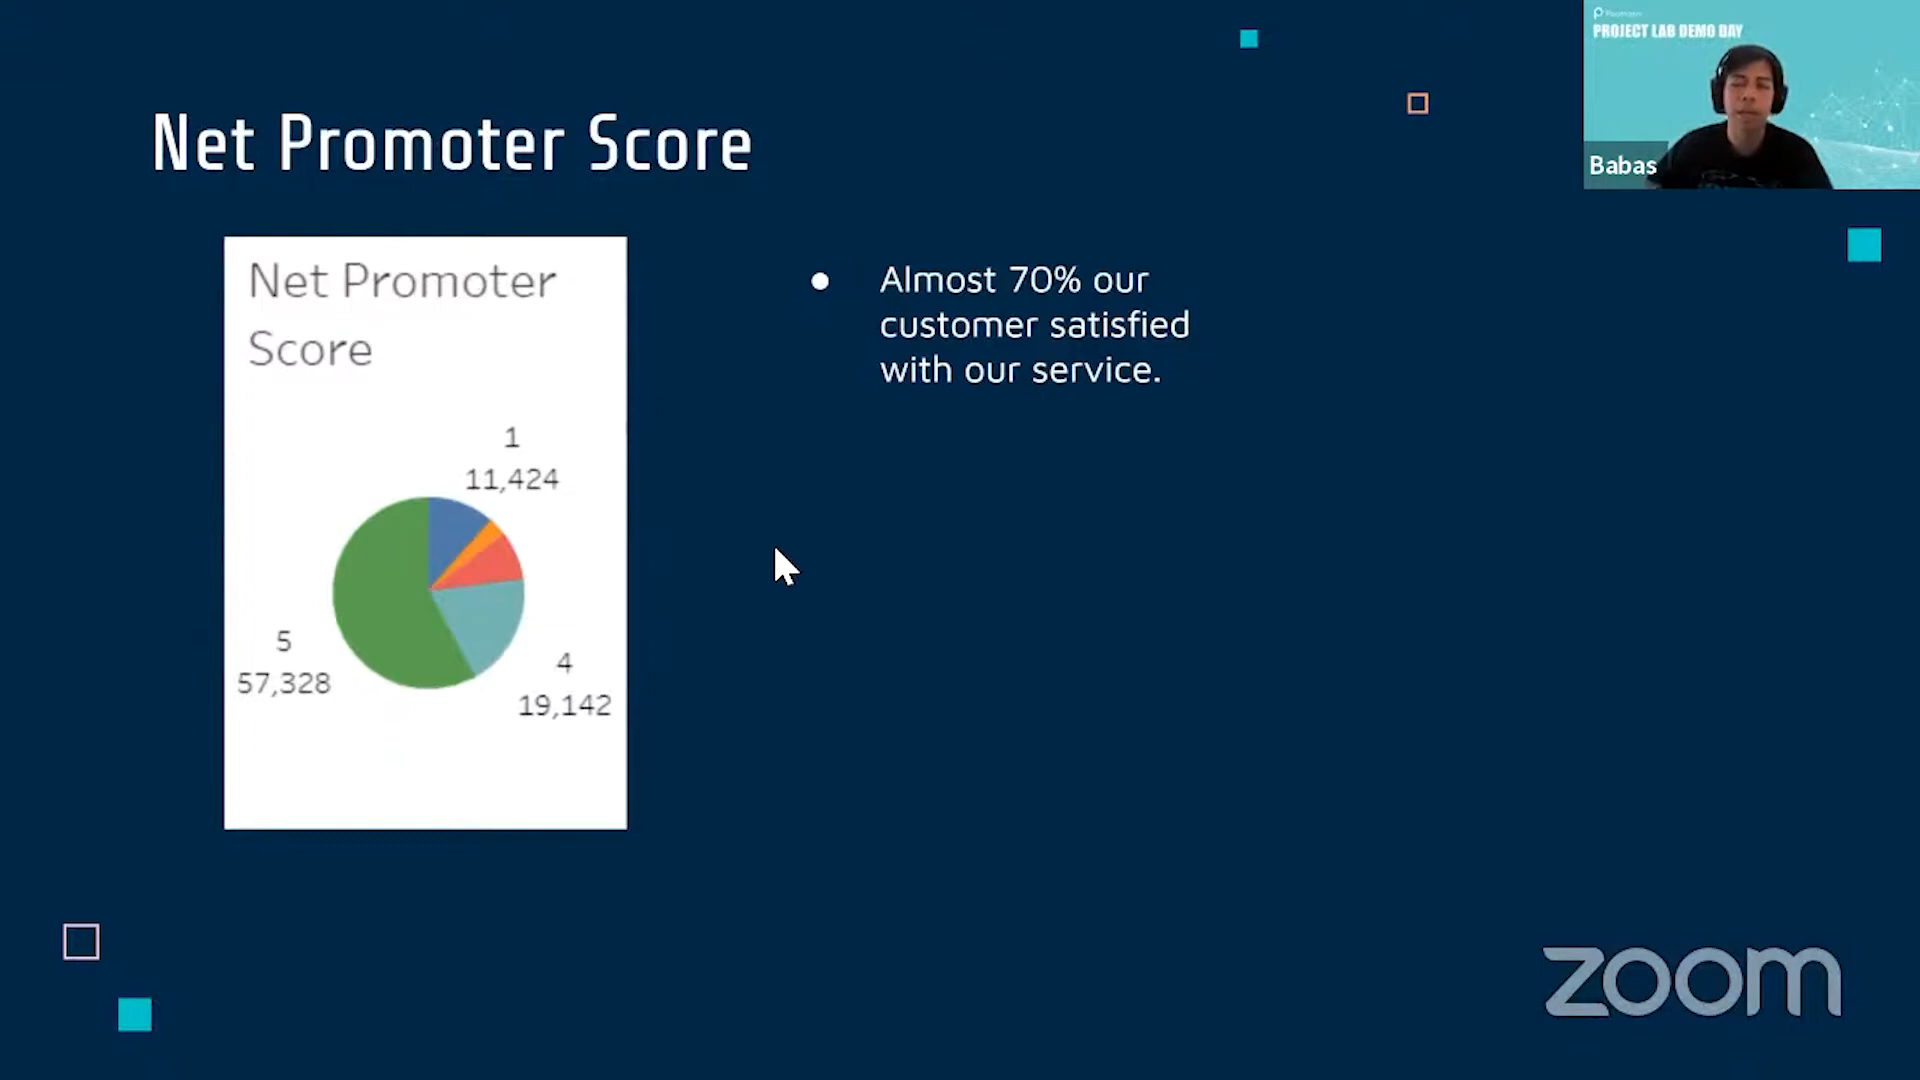 PROJECT LAB DEMO DAY
Babas
Net Promoter Score
Net Promoter
Score
1
11,424
5
57,328
4
19,142
● Almost 70% our
customer satisfied
with our service.
zoom